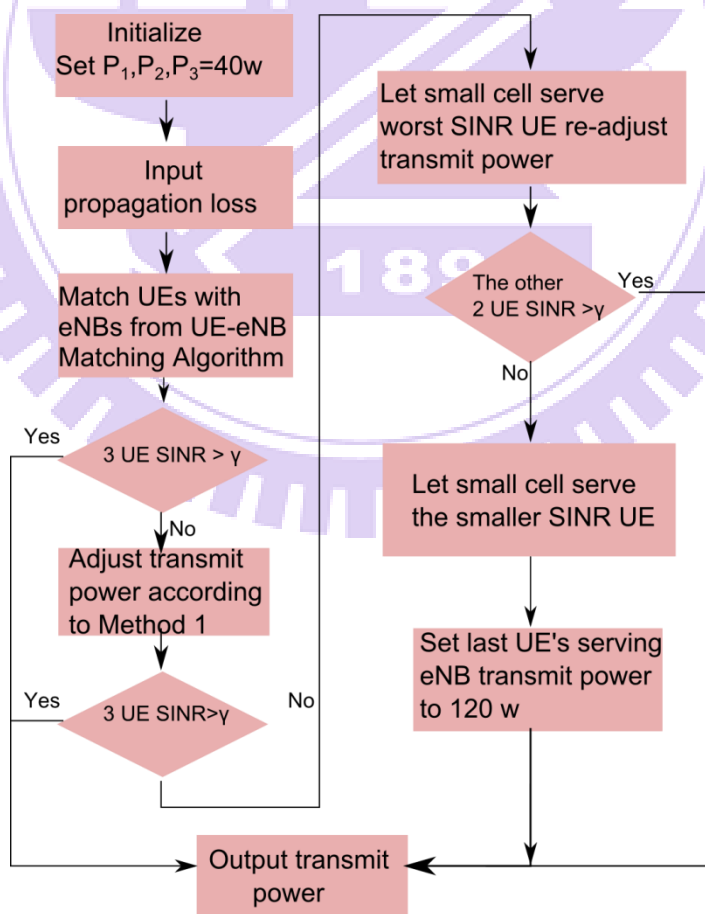 Initialize
Set P₁,P₂,P₃=40w
Input
propagation loss
Match UEs with
eNBs from UE-eNB
Matching Algorithm
Yes
3 UE SINR > γ
No
Adjust transmit
power according
to Method 1
Yes
3 UE SINR>γ
No
Let small cell serve
worst SINR UE re-adjust
transmit power
189
The other
2 UE SINR >γ
Yes
No
Let small cell serve
the smaller SINR UE
Set last UE's serving
eNB transmit power
to 120 w
Output transmit
power